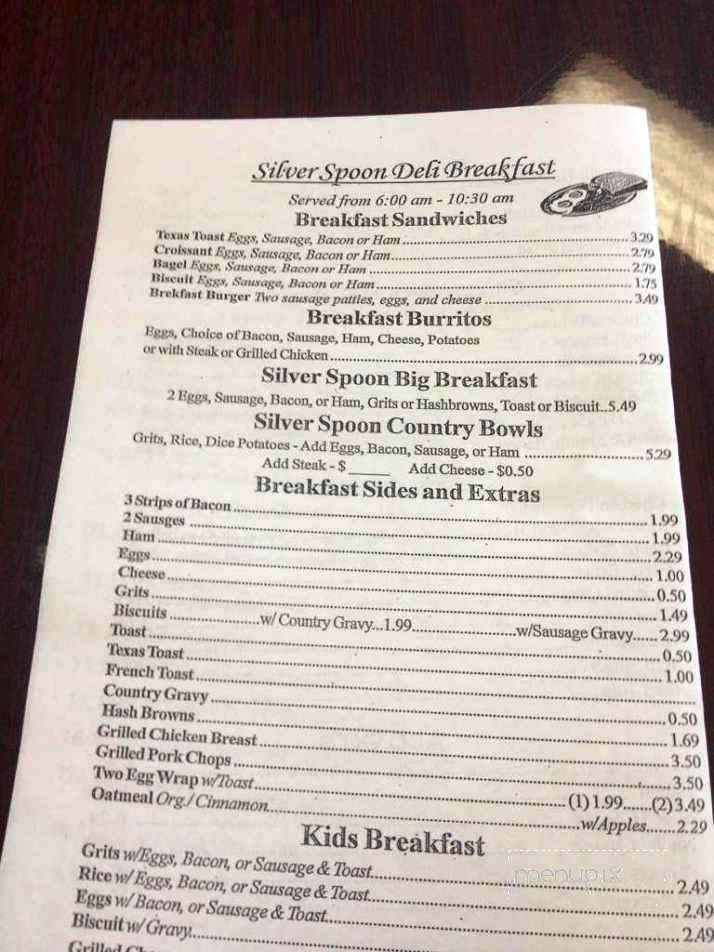 Silver Spoon Deli Breakfast
Served from 6:00 am - 10:30 am
Breakfast Sandwiches
Texas Toast Eggs, Sausage, Bacon or Ham......3.29
Croissant Eggs, Sausage, Bacon or Ham......2.79
Bagel Eggs, Sausage, Bacon or Ham ......2.79
Biscuit Eggs, Sausage, Bacon or Ham......1.75
Brekfast Burger Two sausage patties, eggs, and cheese ......3.49
Breakfast Burritos
Eggs, Choice of Bacon, Sausage, Ham, Cheese, Potatoes
or with Steak or Grilled Chicken......2.99
Silver Spoon Big Breakfast
2 Eggs, Sausage, Bacon, or Ham, Grits or Hashbrowns, Toast or Biscuit..5.49
Silver Spoon Country Bowls
Grits, Rice, Dice Potatoes - Add Eggs, Bacon, Sausage, or Ham ......5.29
Add Steak - $ _____ Add Cheese - $0.50
Breakfast Sides and Extras
3 Strips of Bacon......1.99
2 Sausges ......1.99
Ham......2.29
Eggs......1.00
Cheese......0.50
Grits......1.49
Biscuits ......w/ Country Gravy...1.99......w/Sausage Gravy......2.99
Toast......0.50
Texas Toast......1.00
French Toast......
Country Gravy......0.50
Hash Browns......1.69
Grilled Chicken Breast......3.50
Grilled Pork Chops......3.50
Two Egg Wrap w/Toast......(1) 1.99......(2) 3.49
Oatmeal Org./ Cinnamon......w/Apples.......2.29
Kids Breakfast
Grits w/Eggs, Bacon, or Sausage & Toast......2.49
Rice w/ Eggs, Bacon, or Sausage & Toast......2.49
Eggs w/ Bacon, or Sausage & Toast......2.49
Biscuit w/ Gravy......
Grilled
menupix